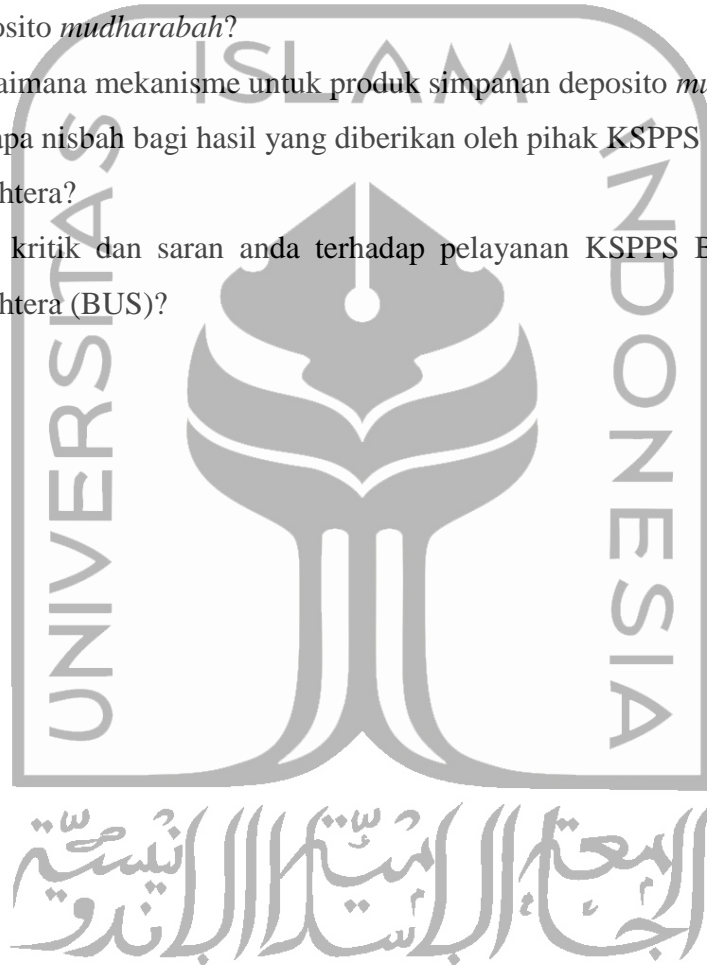 osito mudharabah?
aimana mekanisme untuk produk simpanan deposito mu
apa nisbah bagi hasil yang diberikan oleh pihak KSPPS
htera?
kritik dan saran anda terhadap pelayanan KSPPS B
htera (BUS)?
UNIVERSITAS
ISLAM
INDONESIA
الجامعة الإسلامية الاندونيسية